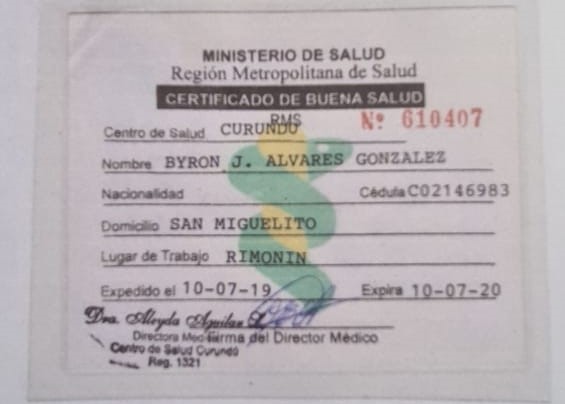 MINISTERIO DE SALUD
Región Metropolitana de Salud
CERTIFICADO DE BUENA SALUD
RMS
Centro de Salud CURUNDU Nº 610407
Nombre BYRON J. ALVARES GONZALEZ
Nacionalidad Cédula C02146983
Domicilio SAN MIGUELITO
Lugar de Trabajo RIMONIN
Expedido el 10-07-19 Expira 10-07-20
Dra. Aleyda Aguilar
Directora Firma del Director Médico
Centro de Salud Curundú
Reg. 1321